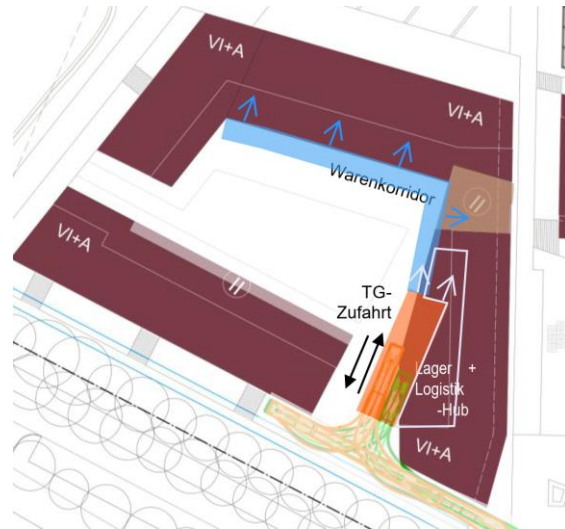 VI+A
VI+A
Warenkorridor
VI+A
TG-
Zufahrt
Lager +
Logistik
-Hub
VI+A